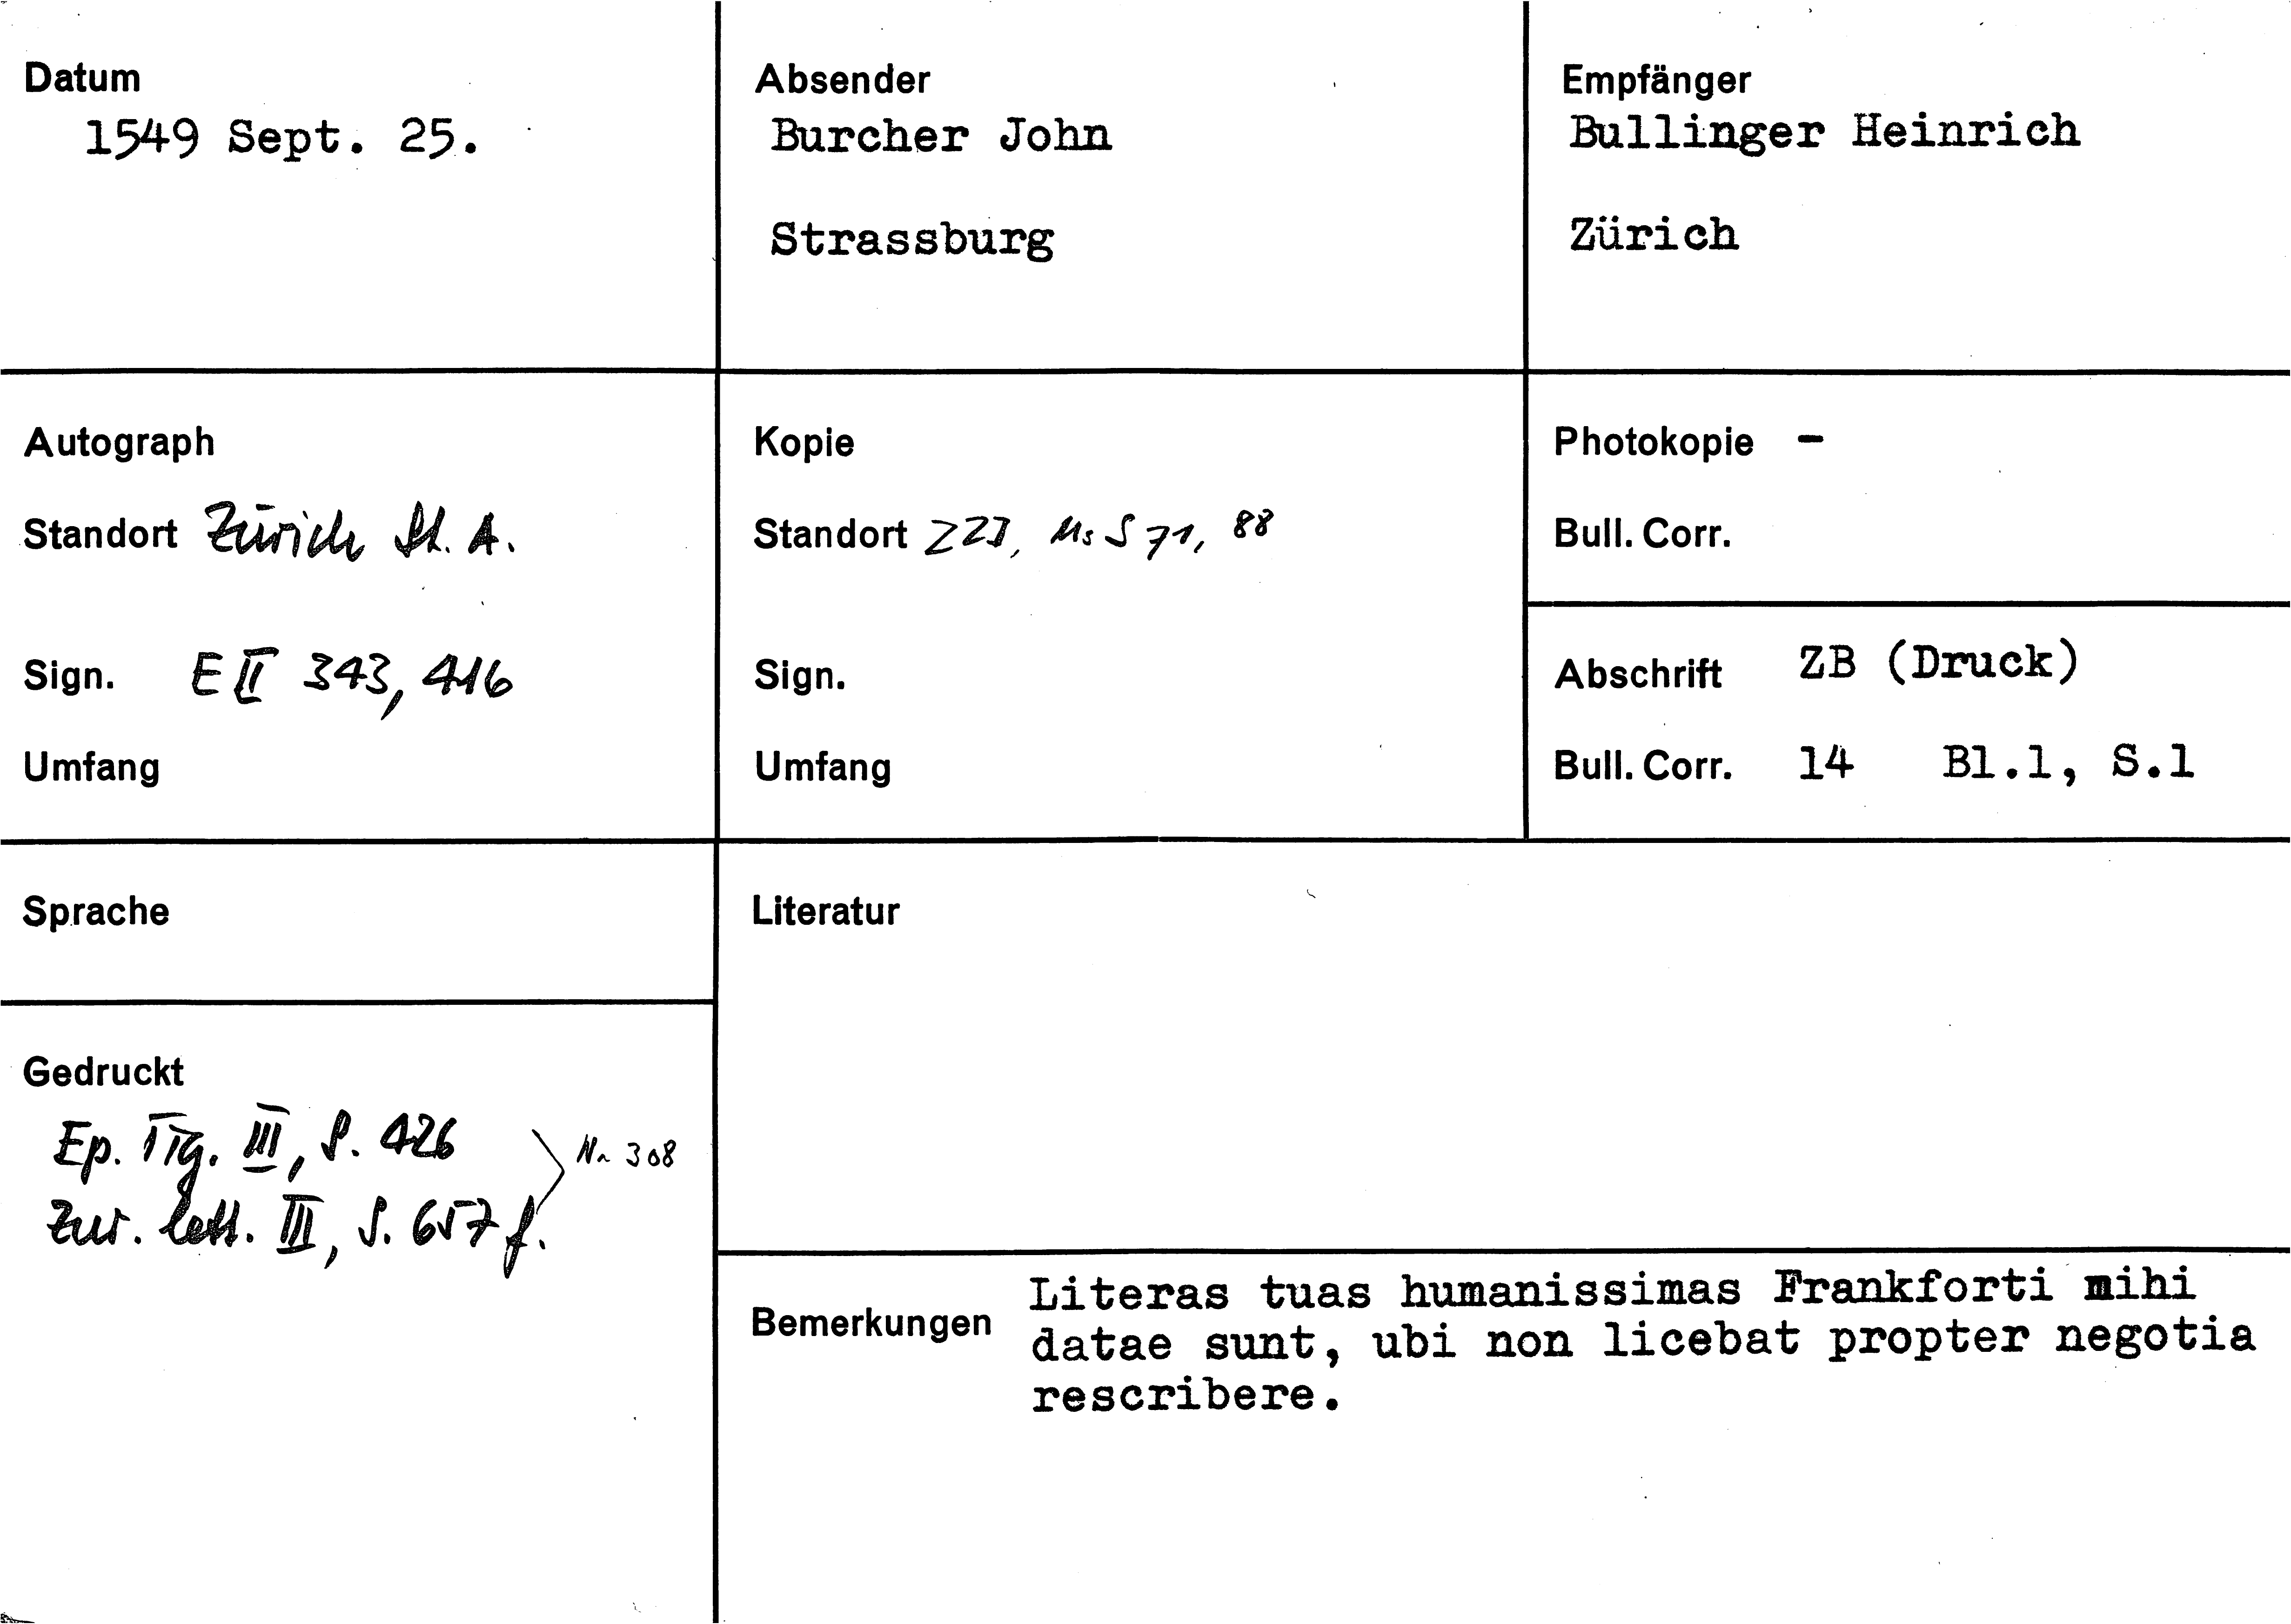 Datum
1549 Sept. 25.
Absender
Burcher John
Strassburg
Empfänger
Bullinger Heinrich
Zürich
Autograph
Standort Zürich St. A.
Sign. E II 343, 416
Umfang
Kopie
Standort ZZB, Ms S 71, 88
Sign.
Umfang
Photokopie -
Bull. Corr.
Abschrift ZB (Druck)
Bull. Corr. 14 Bl.1, S.1
Sprache
Gedruckt
Ep. Tig. III, S. 426
Zur. lett. III, S. 657 f.
Nr 308
Literatur
Bemerkungen Literas tuas humanissimas Frankforti mihi
datae sunt, ubi non licebat propter negotia
rescribere.